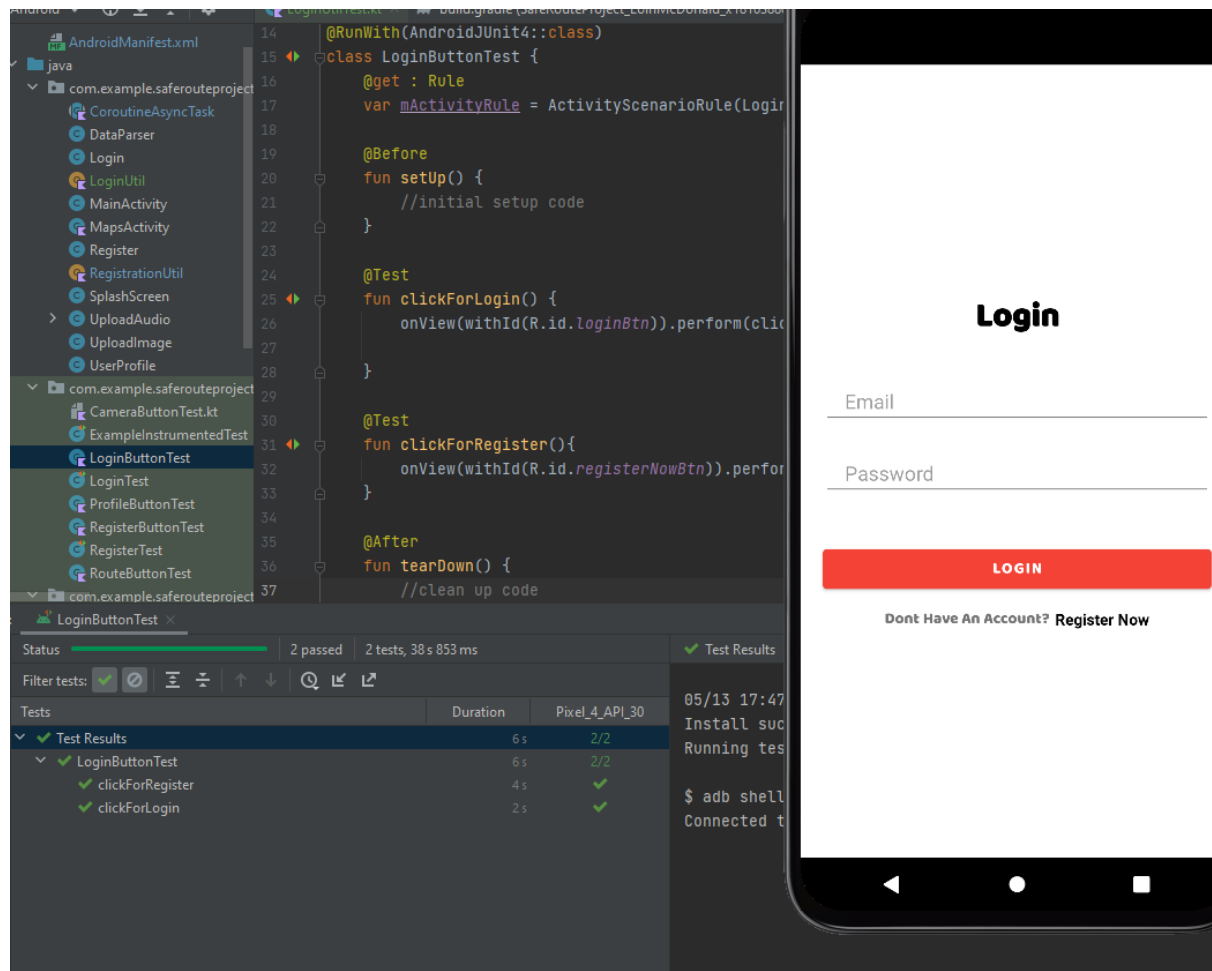 Android
LoginUtilTest.kt
build.gradle (SafeRouteProject_EoinMcDonald_x18103880
AndroidManifest.xml
java
com.example.saferouteproject
CoroutineAsyncTask
DataParser
Login
LoginUtil
MainActivity
MapsActivity
Register
RegistrationUtil
SplashScreen
UploadAudio
UploadImage
UserProfile
com.example.saferouteproject
CameraButtonTest.kt
ExampleInstrumentedTest
LoginButtonTest
LoginTest
ProfileButtonTest
RegisterButtonTest
RegisterTest
RouteButtonTest
com.example.saferouteproject
14 @RunWith(AndroidJUnit4::class)
15 class LoginButtonTest {
16 @get : Rule
17 var mActivityRule = ActivityScenarioRule(Login
18
19 @Before
20 fun setUp() {
21 //initial setup code
22 }
23
24 @Test
25 fun clickForLogin() {
26 onView(withId(R.id.loginBtn)).perform(clic
27
28 }
29
30 @Test
31 fun clickForRegister(){
32 onView(withId(R.id.registerNowBtn)).perfor
33 }
34
35 @After
36 fun tearDown() {
37 //clean up code
Login
Email
Password
LOGIN
Dont Have An Account? Register Now
LoginButtonTest
Status 2 passed 2 tests, 38 s 853 ms
Filter tests:
Tests Duration Pixel_4_API_30
Test Results 6 s 2/2
LoginButtonTest 6 s 2/2
clickForRegister 4 s
clickForLogin 2 s
Test Results
05/13 17:47
Install suc
Running tes
$ adb shell
Connected t